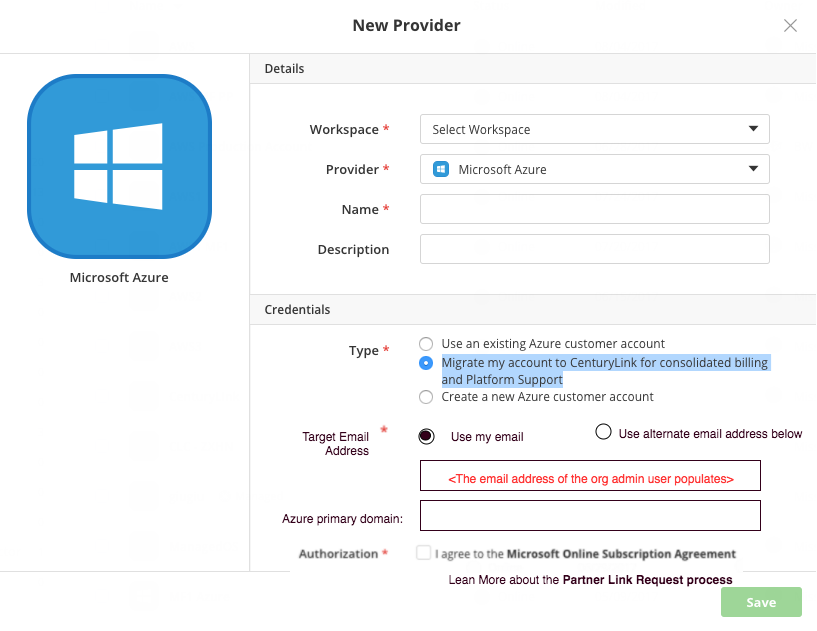 New Provider
Details
Workspace *
Select Workspace
Provider *
Microsoft Azure
Name *
Description
Microsoft Azure
Credentials
Type *
Use an existing Azure customer account
Migrate my account to CenturyLink for consolidated billing
and Platform Support
Create a new Azure customer account
Target Email * Use my email Use alternate email address below
Address
<The email address of the org admin user populates>
Azure primary domain:
Authorization * I agree to the Microsoft Online Subscription Agreement
Lean More about the Partner Link Request process
Save